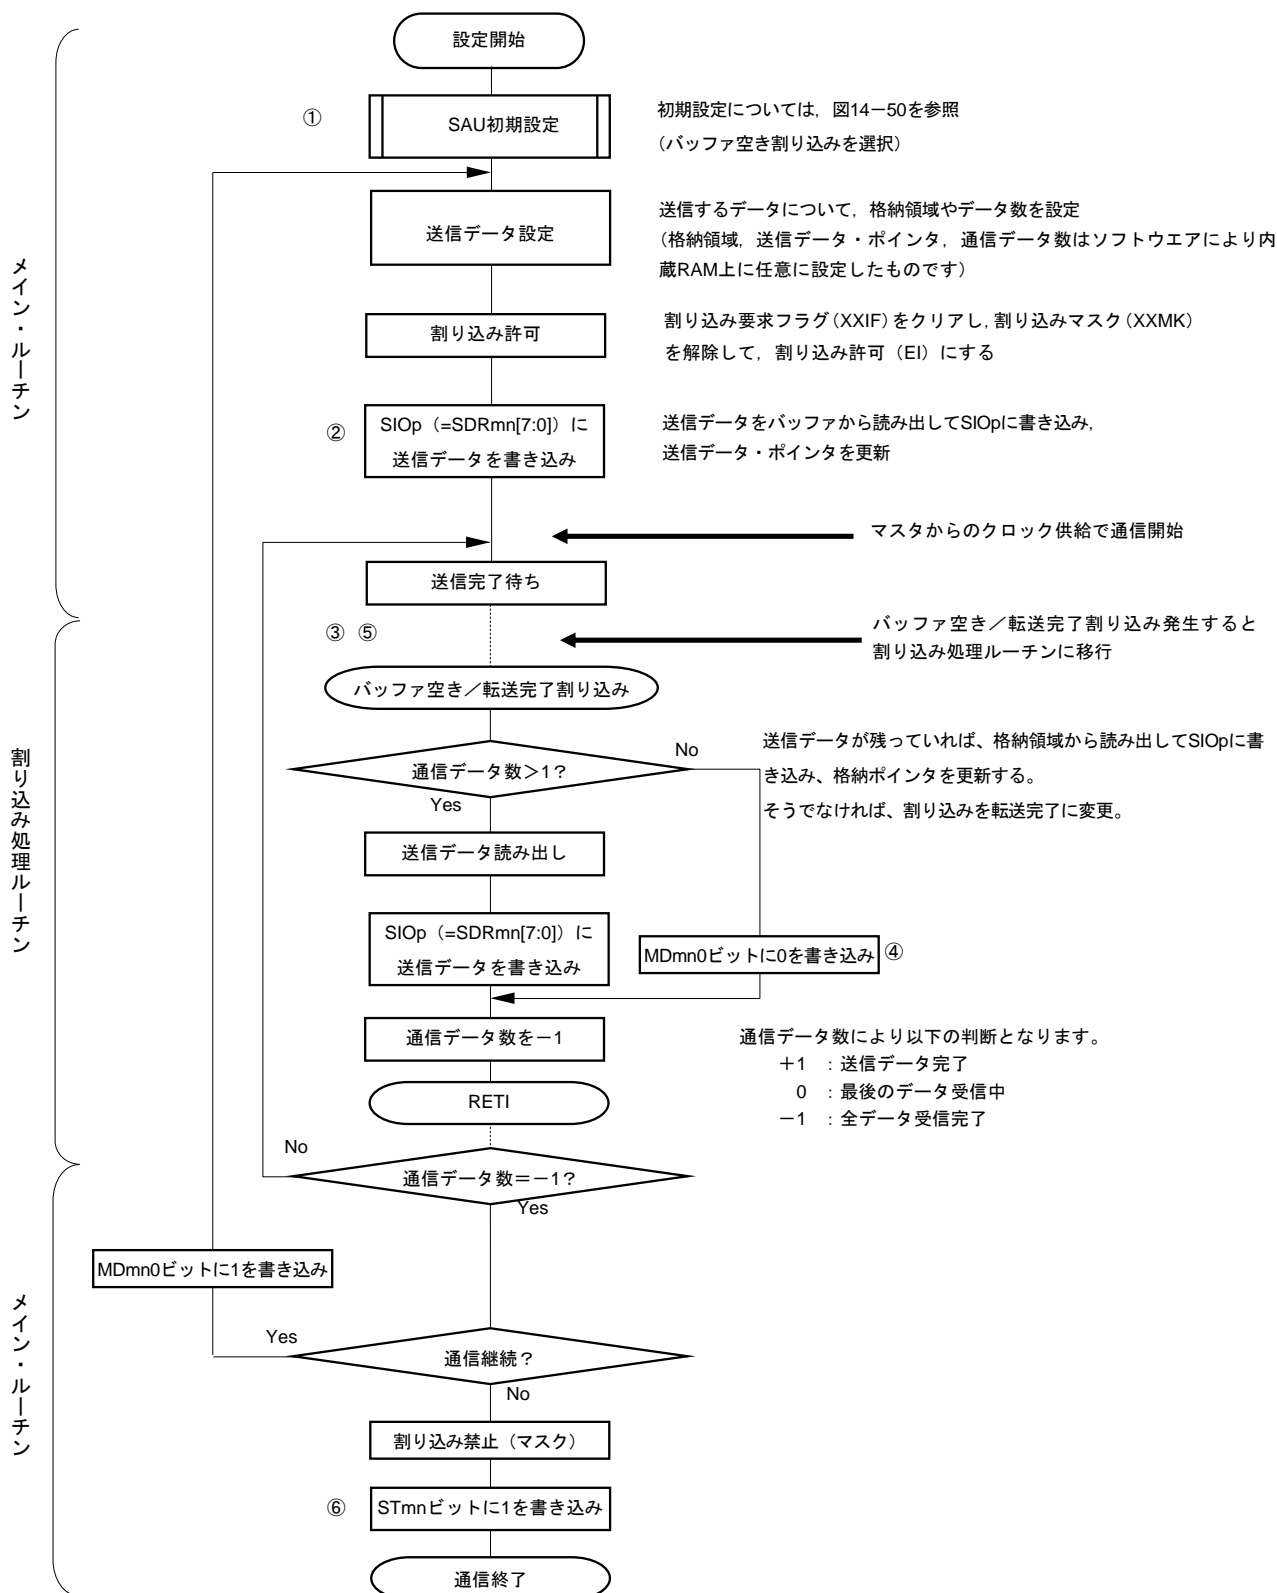 設定開始
①
SAU初期設定
初期設定については，図14－50を参照
（バッファ空き割り込みを選択）
送信データ設定
送信するデータについて，格納領域やデータ数を設定
（格納領域，送信データ・ポインタ，通信データ数はソフトウエアにより内
蔵RAM上に任意に設定したものです）
メイン・ルーチン
割り込み許可
割り込み要求フラグ（XXIF）をクリアし，割り込みマスク（XXMK）
を解除して，割り込み許可（EI）にする
②
SIOp（=SDRmn[7:0]）に
送信データを書き込み
送信データをバッファから読み出してSIOpに書き込み，
送信データ・ポインタを更新
マスタからのクロック供給で通信開始
送信完了待ち
③ ⑤
バッファ空き／転送完了割り込み発生すると
割り込み処理ルーチンに移行
バッファ空き／転送完了割り込み
割り込み処理ルーチン
通信データ数＞1？
No
Yes
送信データが残っていれば、格納領域から読み出してSIOpに書
き込み、格納ポインタを更新する。
そうでなければ、割り込みを転送完了に変更。
送信データ読み出し
SIOp（=SDRmn[7:0]）に
送信データを書き込み
MDmn0ビットに0を書き込み
④
通信データ数を－1
通信データ数により以下の判断となります。
＋1 ：送信データ完了
0 ：最後のデータ受信中
－1 ：全データ受信完了
RETI
No
通信データ数＝－1？
Yes
MDmn0ビットに1を書き込み
メイン・ルーチン
Yes
通信継続？
No
割り込み禁止（マスク）
⑥
STmnビットに1を書き込み
通信終了